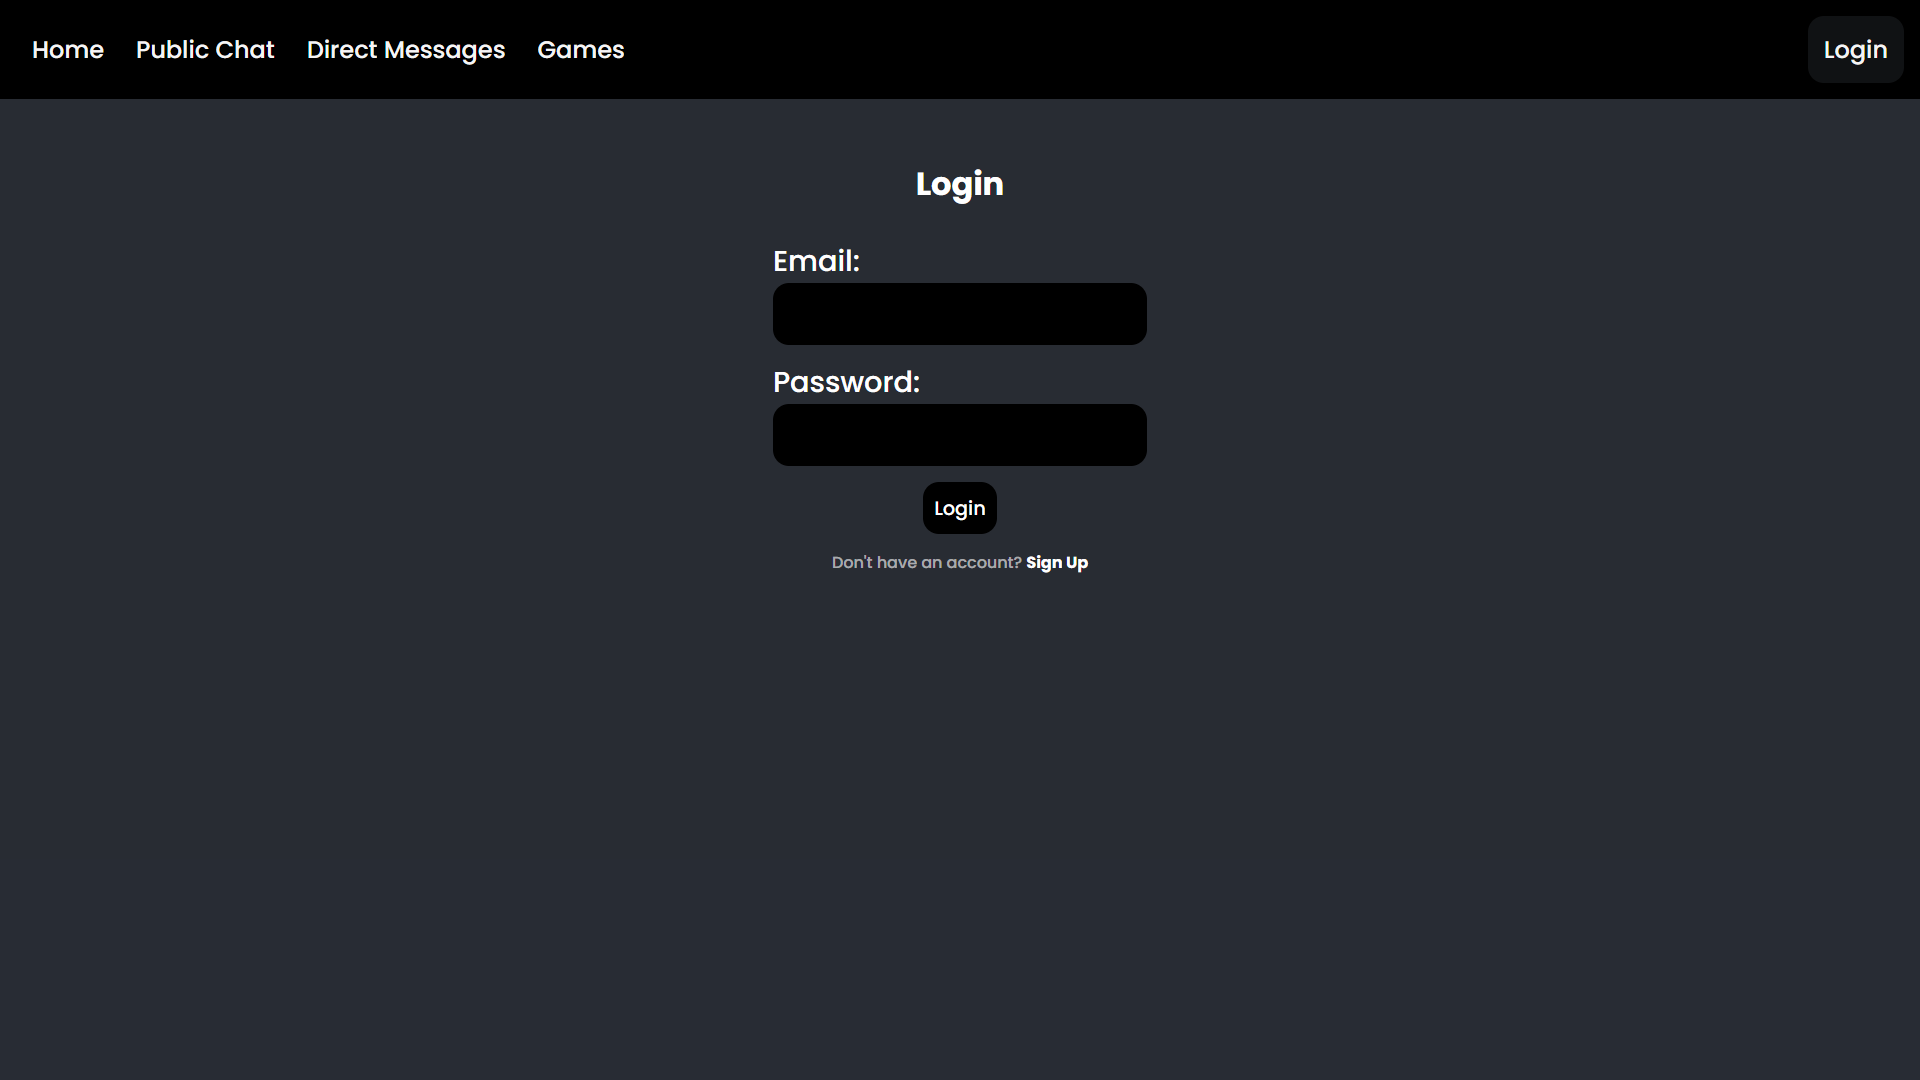 Home Public Chat Direct Messages Games Login
Login
Email:
Password:
Login
Don't have an account? Sign Up